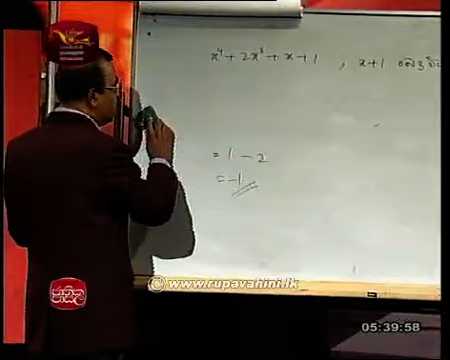 x⁴ + 2x³ + x + 1 , x+1
= 1 - 2
= -1
© www.rupavahini.lk
05:39:58